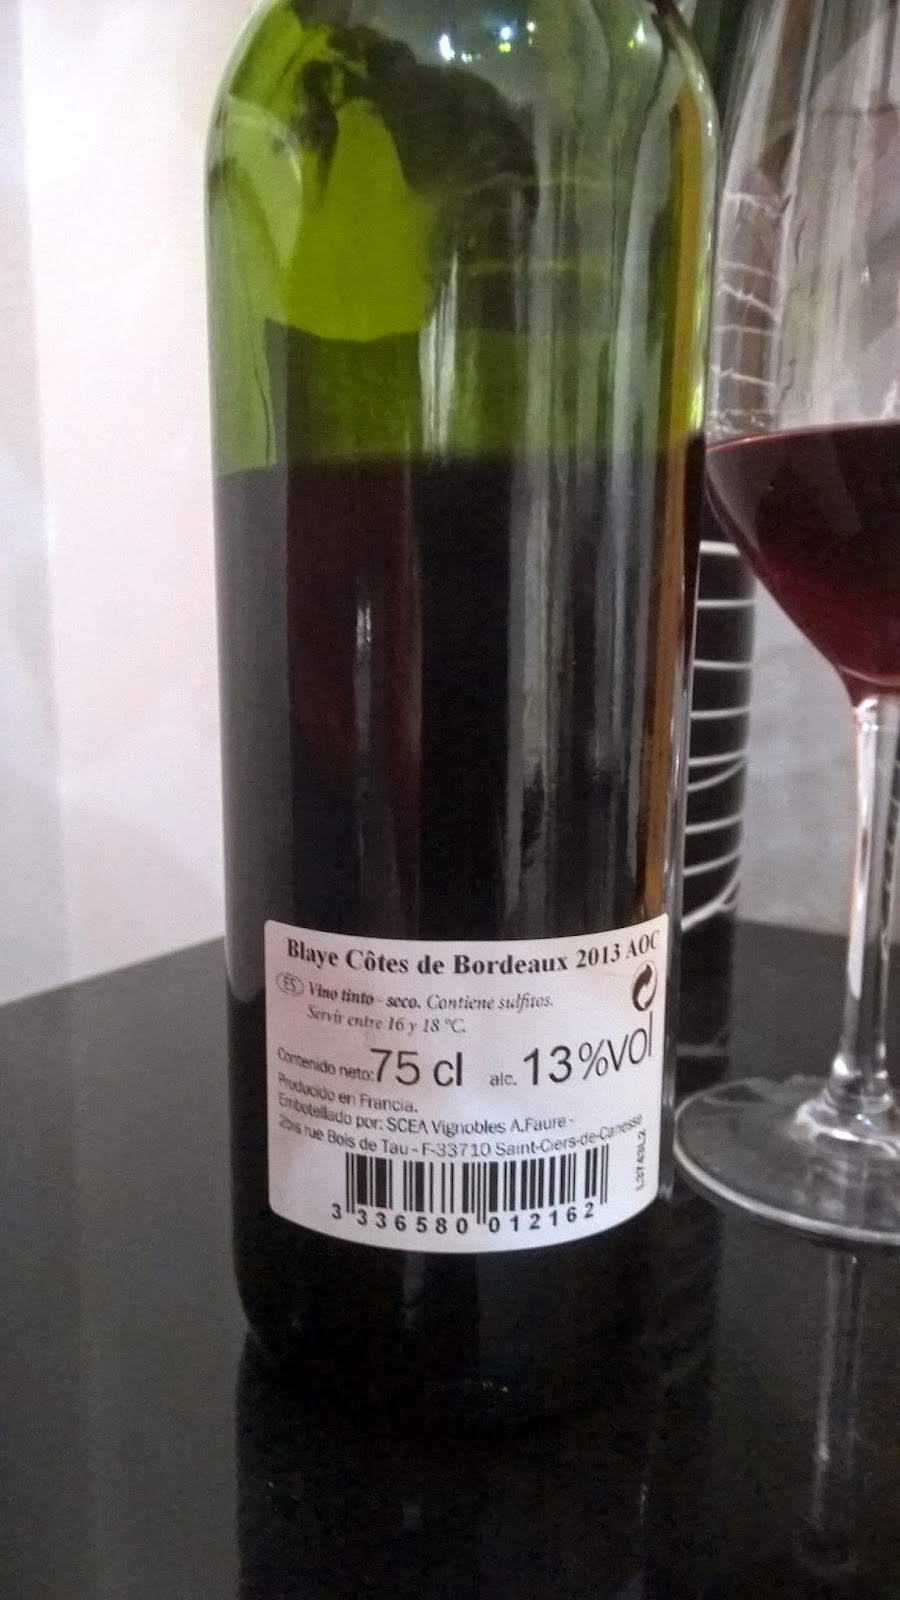 Blaye Côtes de Bordeaux 2013 AOC
ES Vino tinto - seco. Contiene sulfitos.
Servir entre 16 y 18 °C.
Contenido neto: 75 cl alc. 13%vol
Producido en Francia.
Embotellado por: SCEA Vignobles A.Faure -
2bis rue Bois de Tau - F-33710 Saint-Ciers-de-Canesse
3 336580 012162